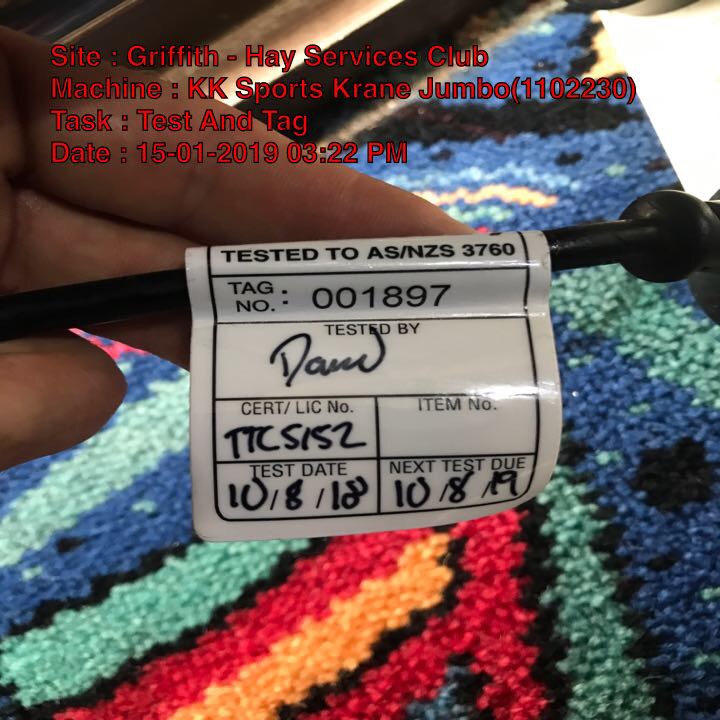 Site : Griffith - Hay Services Club
Machine : KK Sports Krane Jumbo(1102230)
Task : Test And Tag
Date : 15-01-2019 03:22 PM
TESTED TO AS/NZS 3760
TAG NO. : 001897
TESTED BY
CERT/ LIC No.
TTC5152
ITEM No.
TEST DATE
10/8/18
NEXT TEST DUE
10/8/19